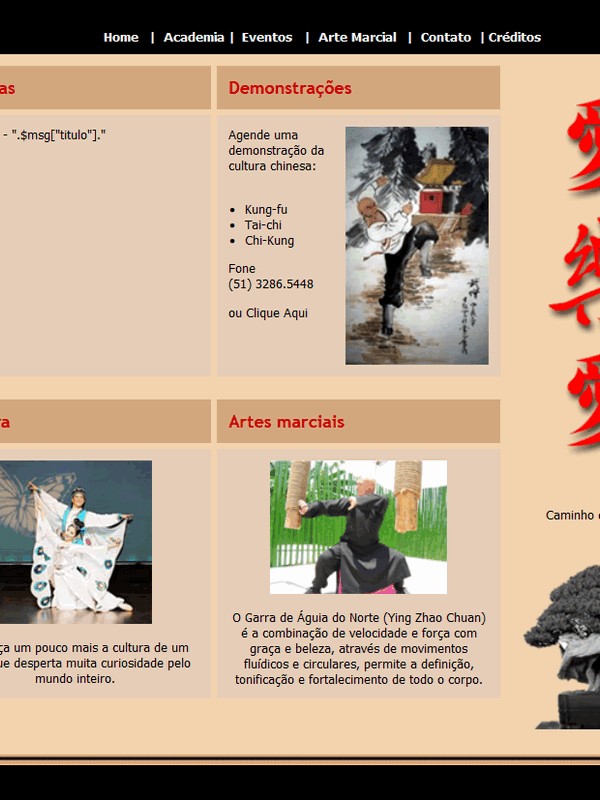 Home | Academia | Eventos | Arte Marcial | Contato | Créditos
as
Demonstrações
- ".$msg["titulo"]."
Agende uma
demonstração da
cultura chinesa:
• Kung-fu
• Tai-chi
• Chi-Kung
Fone
(51) 3286.5448
ou Clique Aqui
愛
樂
愛
ra
Artes marciais
Caminho
ça um pouco mais a cultura de um
ue desperta muita curiosidade pelo
mundo inteiro.
O Garra de Águia do Norte (Ying Zhao Chuan)
é a combinação de velocidade e força com
graça e beleza, através de movimentos
fluídicos e circulares, permite a definição,
tonificação e fortalecimento de todo o corpo.